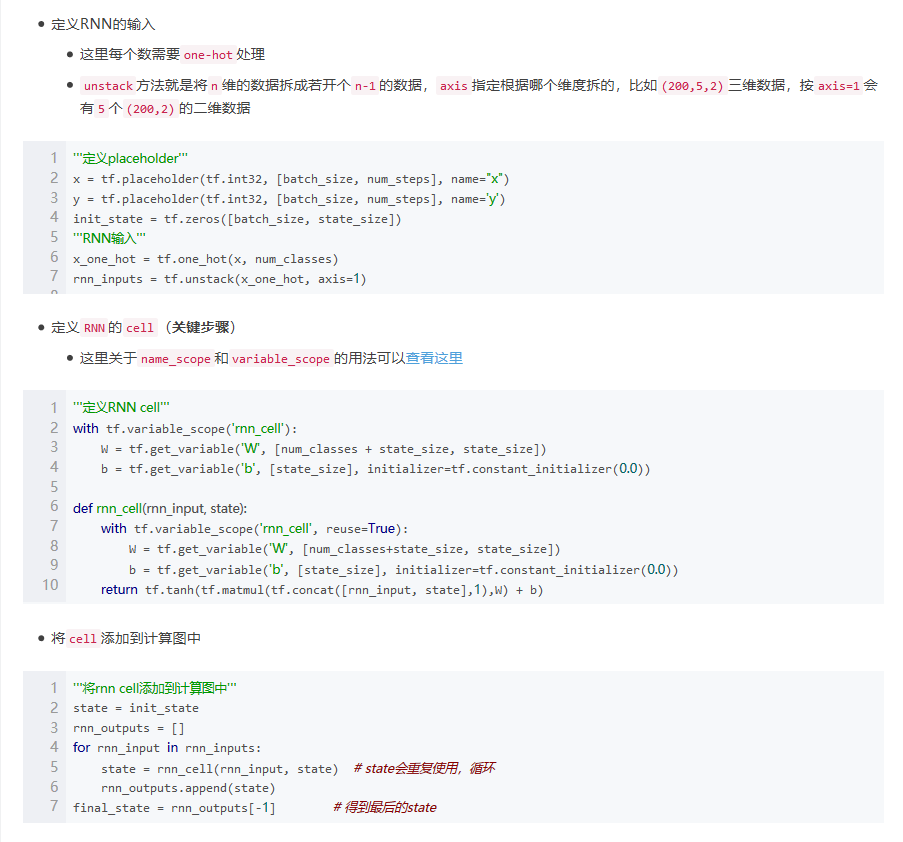 定义RNN的输入
这里每个数需要 one-hot 处理
unstack 方法就是将 n 维的数据拆成若开个 n-1 的数据，axis 指定根据哪个维度拆的，比如 (200,5,2) 三维数据，按 axis=1 会
有 5 个 (200,2) 的二维数据
1 '''定义placeholder'''
2 x = tf.placeholder(tf.int32, [batch_size, num_steps], name="x")
3 y = tf.placeholder(tf.int32, [batch_size, num_steps], name='y')
4 init_state = tf.zeros([batch_size, state_size])
5 '''RNN输入'''
6 x_one_hot = tf.one_hot(x, num_classes)
7 rnn_inputs = tf.unstack(x_one_hot, axis=1)
定义 RNN 的 cell （关键步骤）
这里关于 name_scope 和 variable_scope 的用法可以查看这里
1 '''定义RNN cell'''
2 with tf.variable_scope('rnn_cell'):
3     W = tf.get_variable('W', [num_classes + state_size, state_size])
4     b = tf.get_variable('b', [state_size], initializer=tf.constant_initializer(0.0))
5
6 def rnn_cell(rnn_input, state):
7     with tf.variable_scope('rnn_cell', reuse=True):
8         W = tf.get_variable('W', [num_classes+state_size, state_size])
9         b = tf.get_variable('b', [state_size], initializer=tf.constant_initializer(0.0))
10     return tf.tanh(tf.matmul(tf.concat([rnn_input, state],1),W) + b)
将 cell 添加到计算图中
1 '''将rnn cell添加到计算图中'''
2 state = init_state
3 rnn_outputs = []
4 for rnn_input in rnn_inputs:
5     state = rnn_cell(rnn_input, state)  # state会重复使用，循环
6     rnn_outputs.append(state)
7 final_state = rnn_outputs[-1]        # 得到最后的state